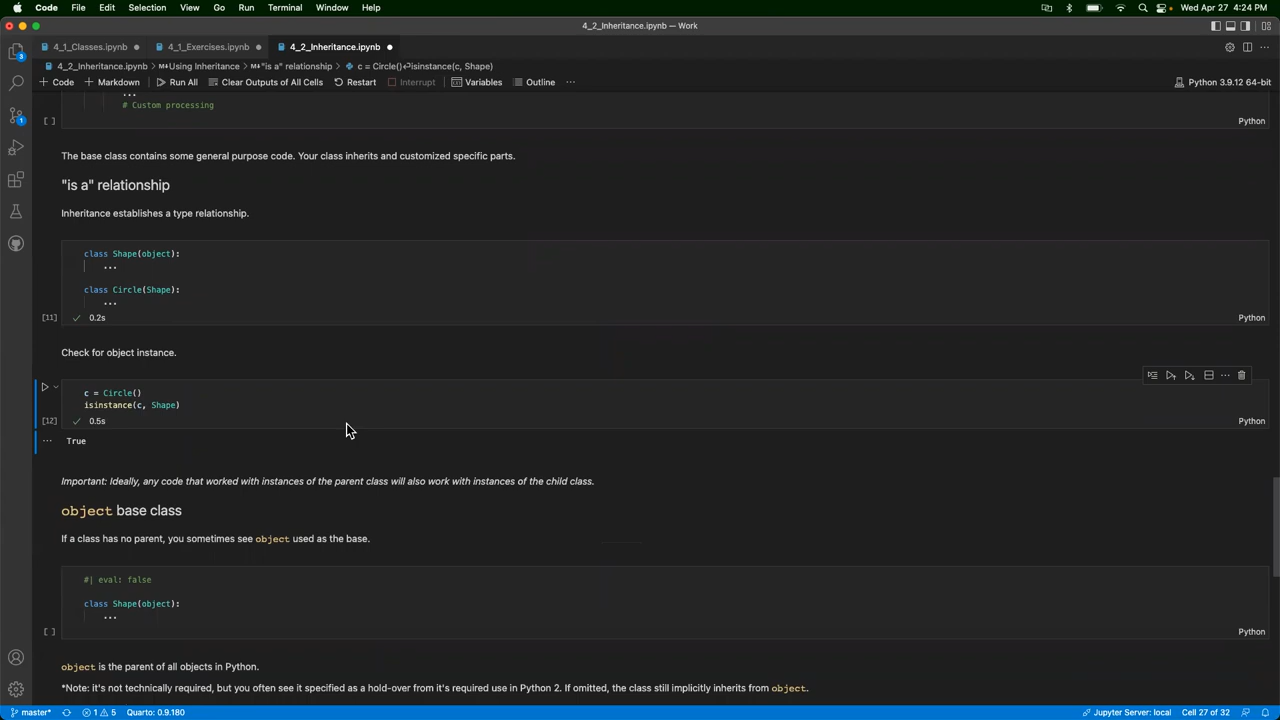 Code File Edit Selection View Go Run Terminal Window Help Wed Apr 27 4:24 PM
4_2_Inheritance.ipynb — Work
4_1_Classes.ipynb 4_1_Exercises.ipynb 4_2_Inheritance.ipynb
4_2_Inheritance.ipynb > M↓Using Inheritance > M↓"is a" relationship > c = Circle()⏎isinstance(c, Shape)
+ Code + Markdown Run All Clear Outputs of All Cells Restart Interrupt Variables Outline ... Python 3.9.12 64-bit
...
# Custom processing
[ ] Python
The base class contains some general purpose code. Your class inherits and customized specific parts.
"is a" relationship
Inheritance establishes a type relationship.
class Shape(object):
...
class Circle(Shape):
...
[11] ✓ 0.2s Python
Check for object instance.
c = Circle()
isinstance(c, Shape)
[12] ✓ 0.5s Python
... True
Important: Ideally, any code that worked with instances of the parent class will also work with instances of the child class.
object base class
If a class has no parent, you sometimes see object used as the base.
#| eval: false
class Shape(object):
...
[ ] Python
object is the parent of all objects in Python.
*Note: it's not technically required, but you often see it specified as a hold-over from it's required use in Python 2. If omitted, the class still implicitly inherits from object.
master* 1 5 Quarto: 0.9.180 Jupyter Server: local Cell 27 of 32
3
1